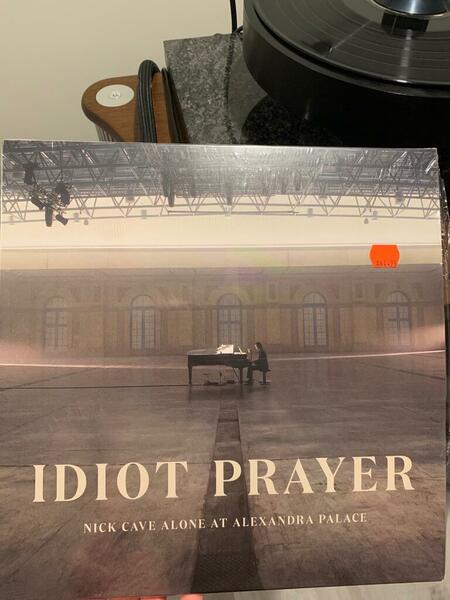 IDIOT PRAYER
NICK CAVE ALONE AT ALEXANDRA PALACE